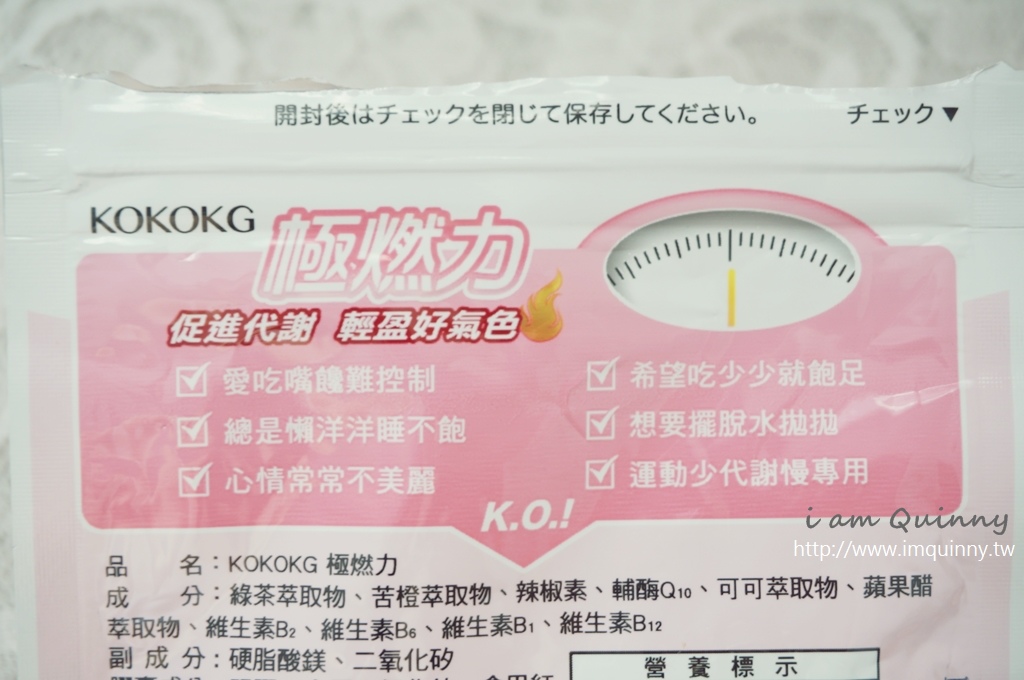 開封後はチェックを閉じて保存してください。 チェック▼
KOKOKG 極燃力
促進代謝 輕盈好氣色
愛吃嘴饞難控制
總是懶洋洋睡不飽
心情常常不美麗
希望吃少少就飽足
想要擺脫水拋拋
運動少代謝慢專用
K.O.!
i am Quinny
http://www.imquinny.tw
品 名：KOKOKG 極燃力
成 分：綠茶萃取物、苦橙萃取物、辣椒素、輔酶Q10、可可萃取物、蘋果醋
萃取物、維生素B2、維生素B6、維生素B1、維生素B12
副 成 分：硬脂酸鎂、二氧化矽
營養標示